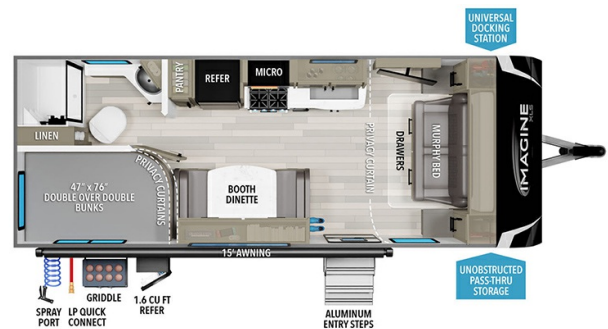 UNIVERSAL
DOCKING
STATION
PANTRY
REFER
MICRO
LINEN
47" x 76"
DOUBLE OVER DOUBLE
BUNKS
PRIVACY CURTAINS
BOOTH
DINETTE
PRIVACY CURTAIN
DRAWERS
MURPHY BED
IMAGINE
XLS
15' AWNING
SPRAY
PORT
LP QUICK
CONNECT
GRIDDLE
1.6 CU FT
REFER
ALUMINUM
ENTRY STEPS
UNOBSTRUCTED
PASS-THRU
STORAGE